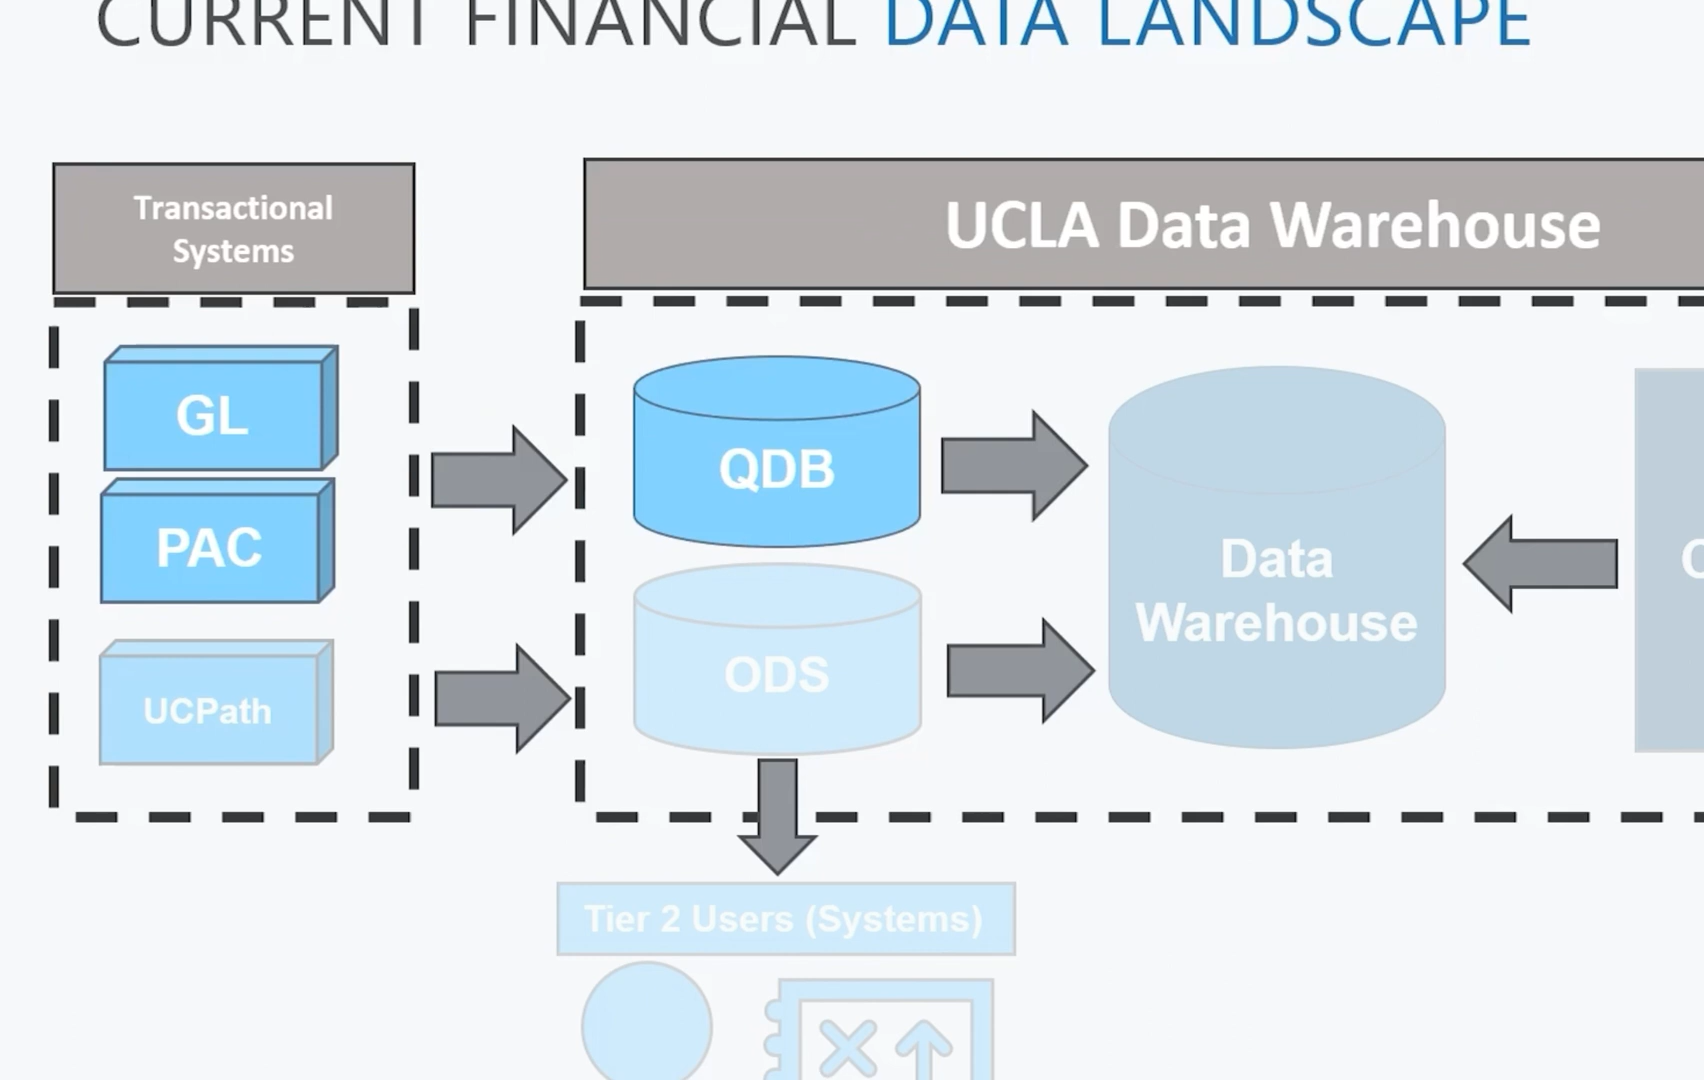 CURRENT FINANCIAL DATA LANDSCAPE
Transactional
Systems
UCLA Data Warehouse
GL
PAC
UCPath
QDB
ODS
Data
Warehouse
Tier 2 Users (Systems)